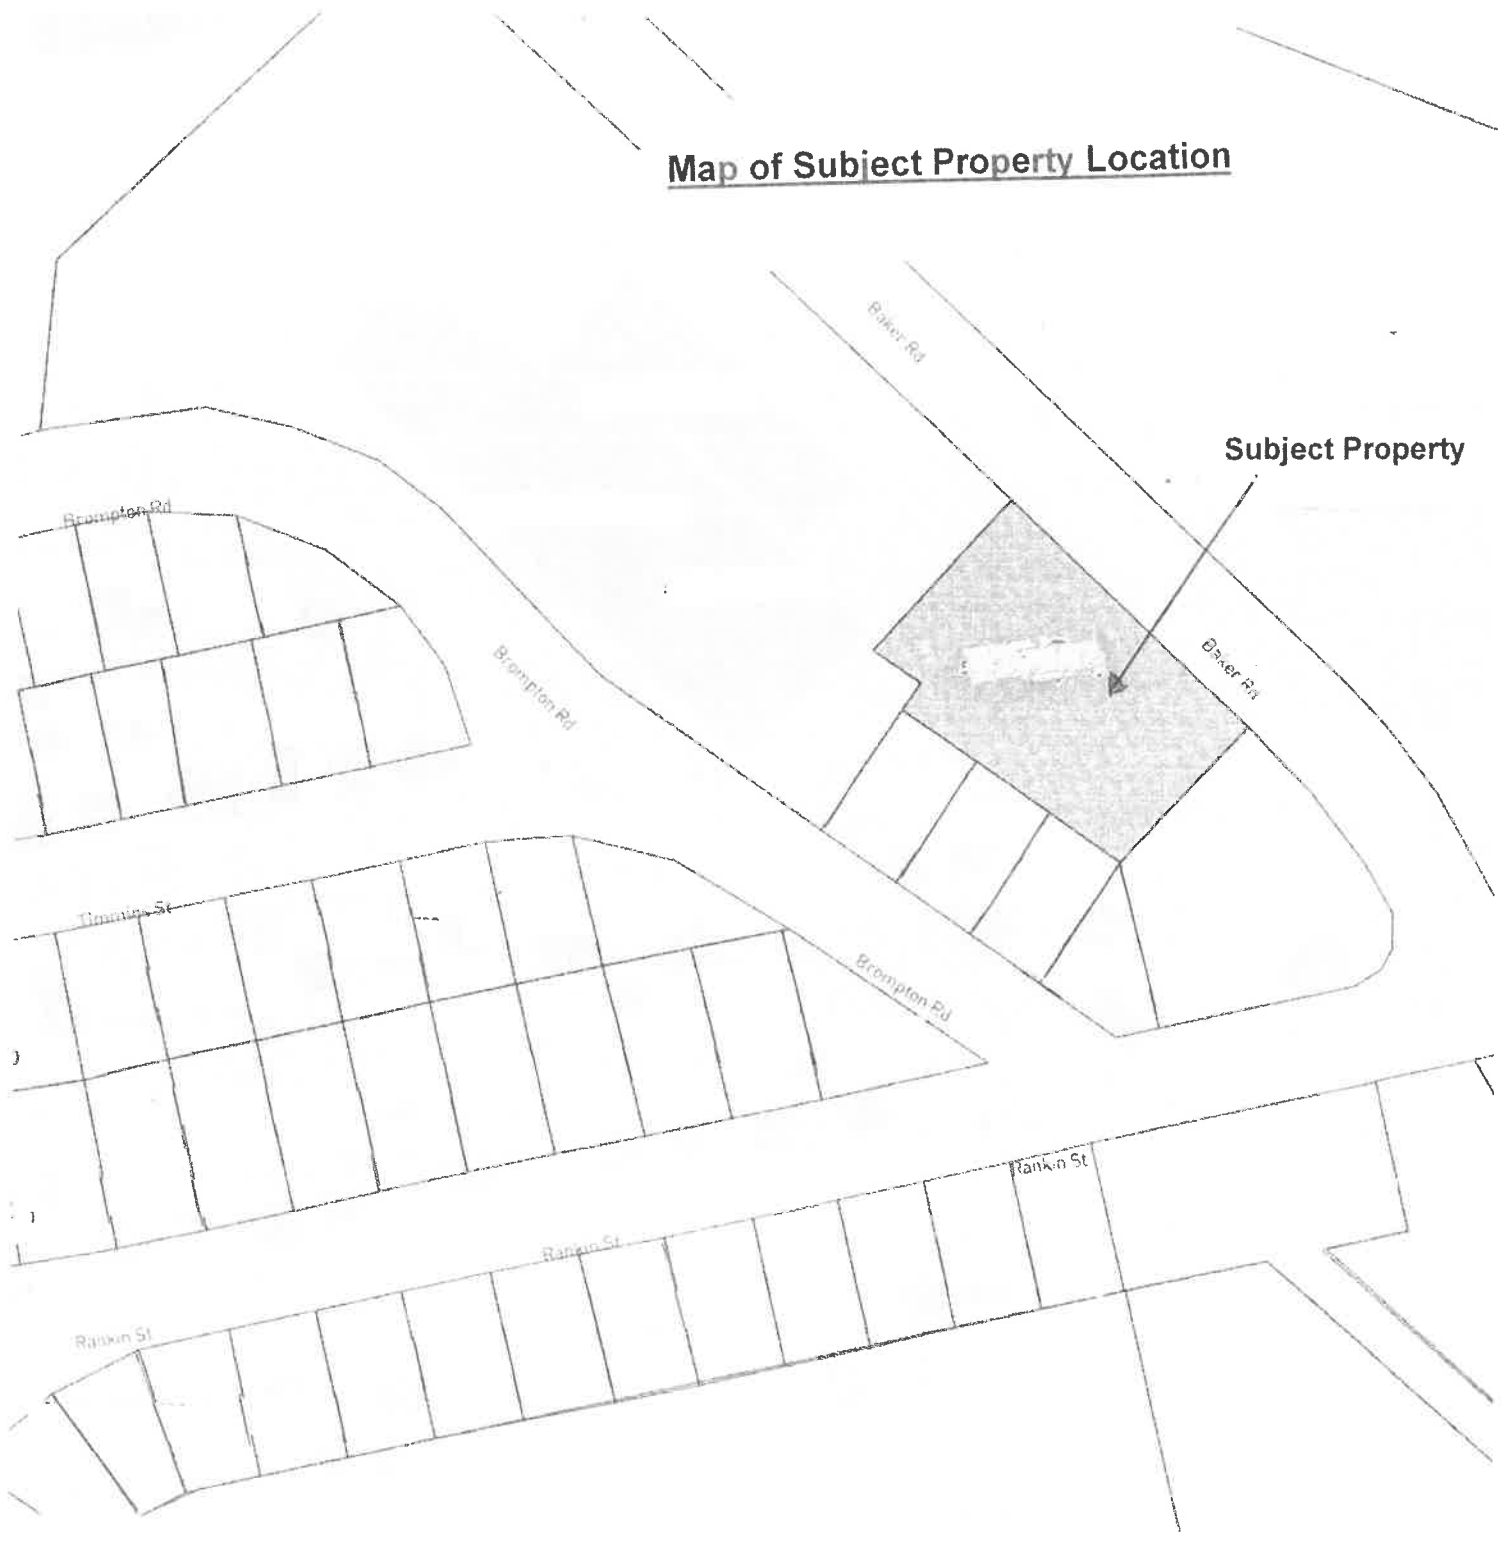 Map of Subject Property Location
Baker Rd
Subject Property
Brompton Rd
Brompton Rd
Baker Rd
Timmins St
Brompton Rd
Rankin St
Rankin St
Rankin St